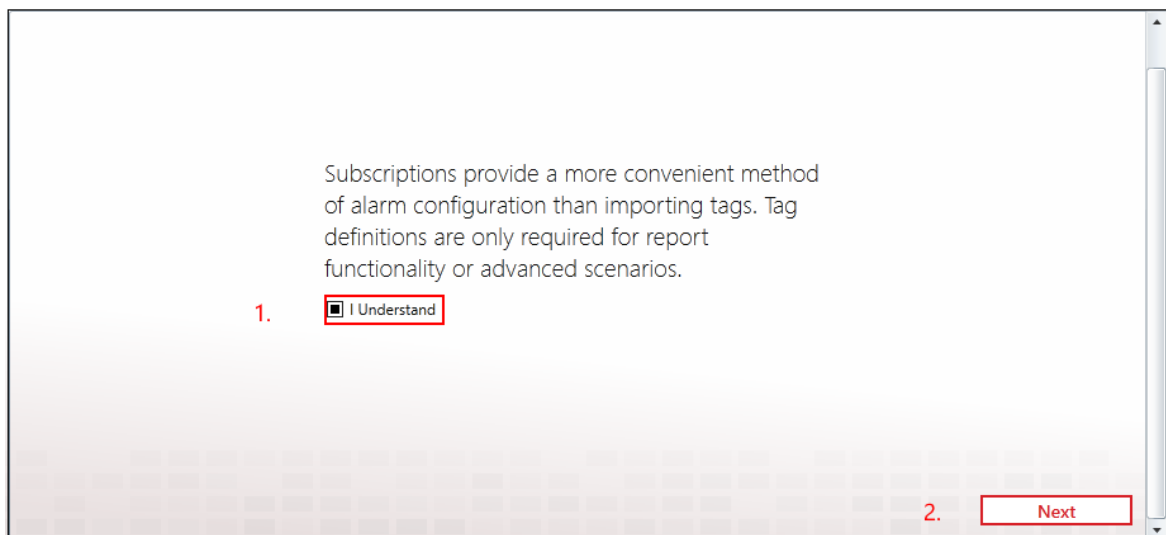 Subscriptions provide a more convenient method
of alarm configuration than importing tags. Tag
definitions are only required for report
functionality or advanced scenarios.
1. I Understand
2. Next